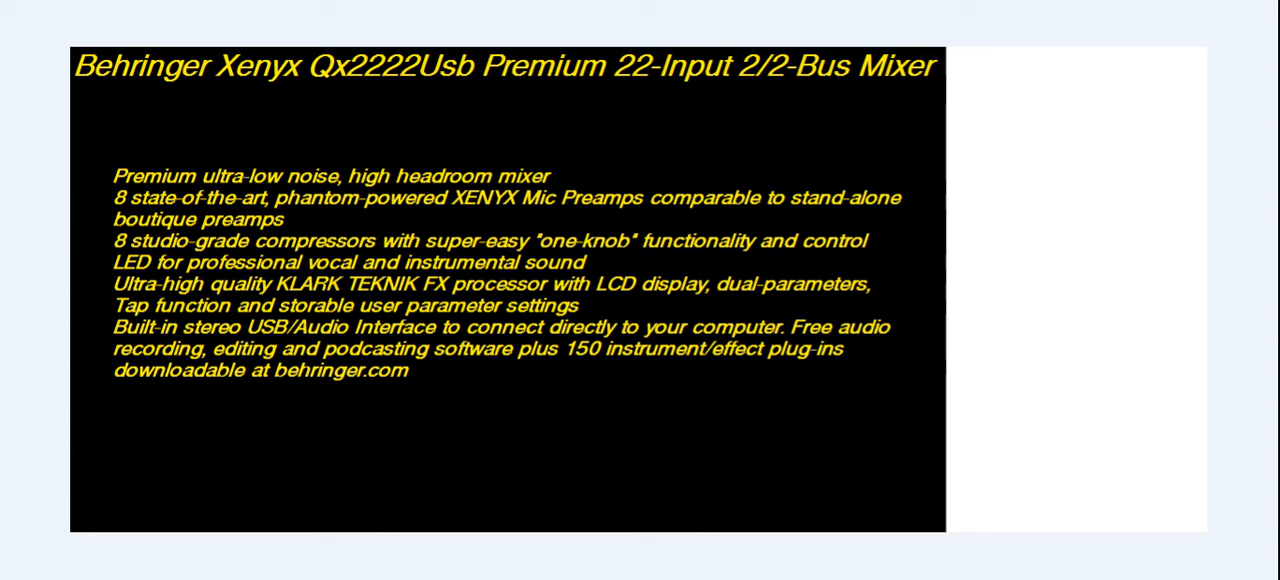 Behringer Xenyx Qx2222Usb Premium 22-Input 2/2-Bus Mixer
Premium ultra-low noise, high headroom mixer
8 state-of-the-art, phantom-powered XENYX Mic Preamps comparable to stand-alone
boutique preamps
8 studio-grade compressors with super-easy "one-knob" functionality and control
LED for professional vocal and instrumental sound
Ultra-high quality KLARK TEKNIK FX processor with LCD display, dual-parameters,
Tap function and storable user parameter settings
Built-in stereo USB/Audio Interface to connect directly to your computer. Free audio
recording, editing and podcasting software plus 150 instrument/effect plug-ins
downloadable at behringer.com